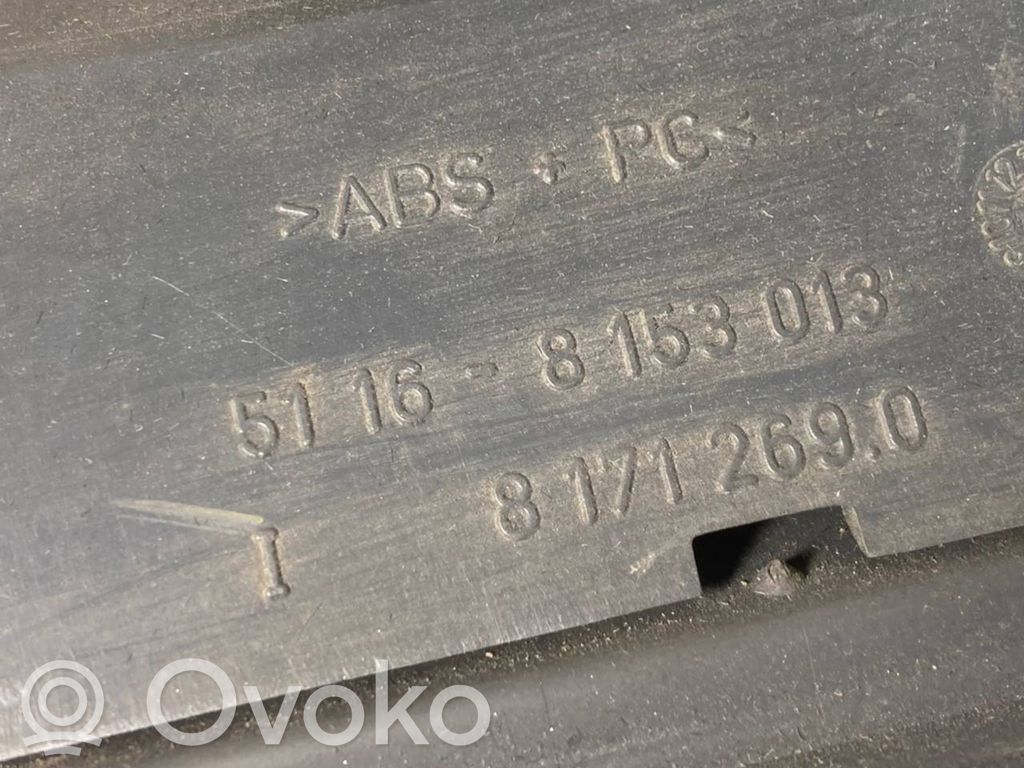 >ABS + PC<
51 16 - 8 153 013
8 171 269.0
I
Ovoko